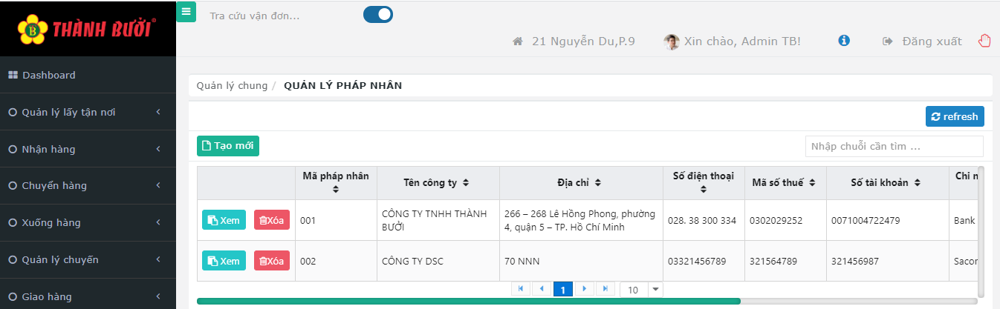 THÀNH BƯỞI®
Tra cứu vận đơn...
21 Nguyễn Du,P.9
Xin chào, Admin TB!
Đăng xuất
Dashboard
Quản lý lấy tận nơi
Nhận hàng
Chuyển hàng
Xuống hàng
Quản lý chuyến
Giao hàng
Quản lý chung / QUẢN LÝ PHÁP NHÂN
refresh
Tạo mới
Nhập chuỗi cần tìm ...
Mã pháp nhân
Tên công ty
Địa chỉ
Số điện thoại
Mã số thuế
Số tài khoản
Chi n
Xem
Xóa
001
CÔNG TY TNHH THÀNH
BƯỞI
266 – 268 Lê Hồng Phong, phường
4, quận 5 – TP. Hồ Chí Minh
028. 38 300 334
0302029252
0071004722479
Bank
Xem
Xóa
002
CÔNG TY DSC
70 NNN
03321456789
321564789
321456987
Sacor
1
10